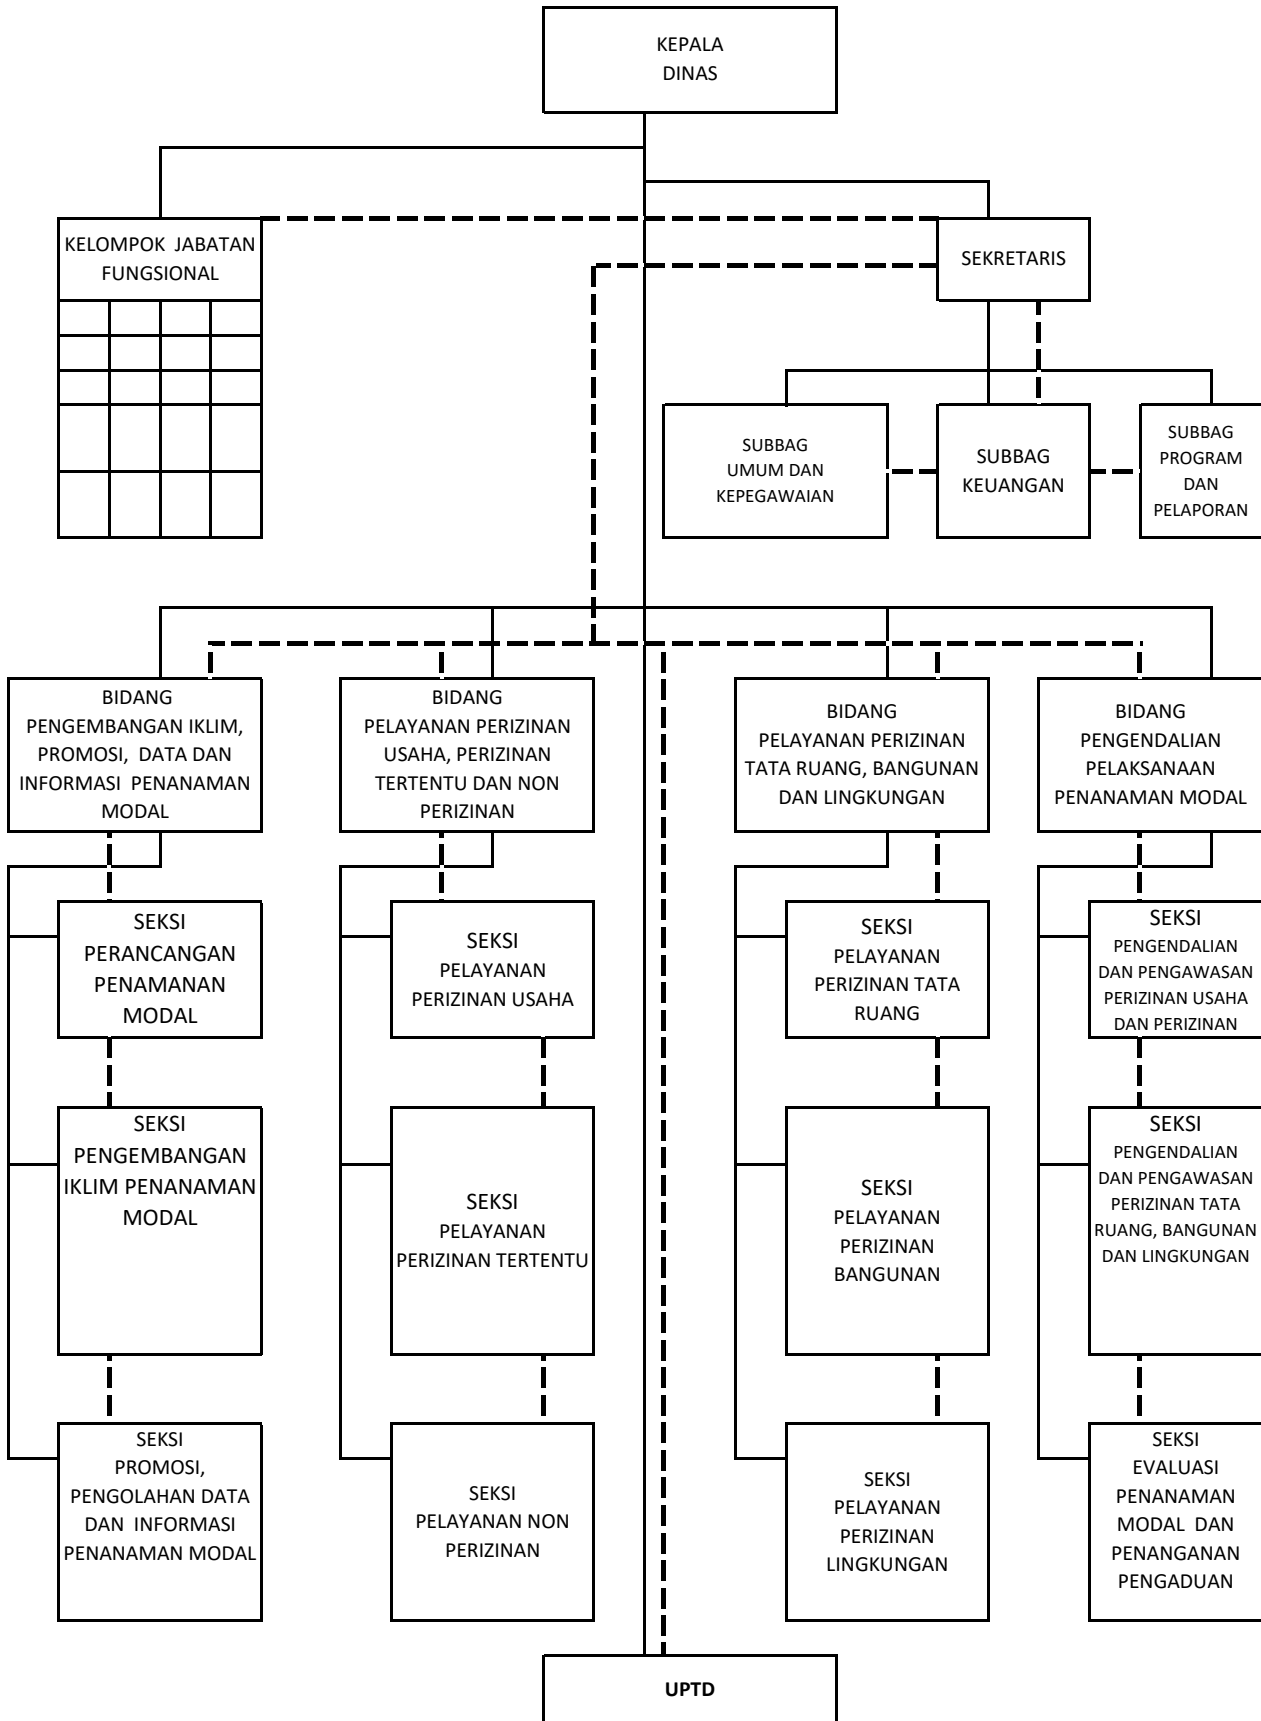 KEPALA
DINAS
KELOMPOK JABATAN
FUNGSIONAL
SEKRETARIS
SUBBAG
UMUM DAN
KEPEGAWAIAN
SUBBAG
KEUANGAN
SUBBAG
PROGRAM
DAN
PELAPORAN
BIDANG
PENGEMBANGAN IKLIM,
PROMOSI, DATA DAN
INFORMASI PENANAMAN
MODAL
BIDANG
PELAYANAN PERIZINAN
USAHA, PERIZINAN
TERTENTU DAN NON
PERIZINAN
BIDANG
PELAYANAN PERIZINAN
TATA RUANG, BANGUNAN
DAN LINGKUNGAN
BIDANG
PENGENDALIAN
PELAKSANAAN
PENANAMAN MODAL
SEKSI
PERANCANGAN
PENAMANAN
MODAL
SEKSI
PELAYANAN
PERIZINAN USAHA
SEKSI
PELAYANAN
PERIZINAN TATA
RUANG
SEKSI
PENGENDALIAN
DAN PENGAWASAN
PERIZINAN USAHA
DAN PERIZINAN
SEKSI
PENGEMBANGAN
IKLIM PENANAMAN
MODAL
SEKSI
PELAYANAN
PERIZINAN TERTENTU
SEKSI
PELAYANAN
PERIZINAN
BANGUNAN
SEKSI
PENGENDALIAN
DAN PENGAWASAN
PERIZINAN TATA
RUANG, BANGUNAN
DAN LINGKUNGAN
SEKSI
PROMOSI,
PENGOLAHAN DATA
DAN INFORMASI
PENANAMAN MODAL
SEKSI
PELAYANAN NON
PERIZINAN
SEKSI
PELAYANAN
PERIZINAN
LINGKUNGAN
SEKSI
EVALUASI
PENANAMAN
MODAL DAN
PENANGANAN
PENGADUAN
UPTD